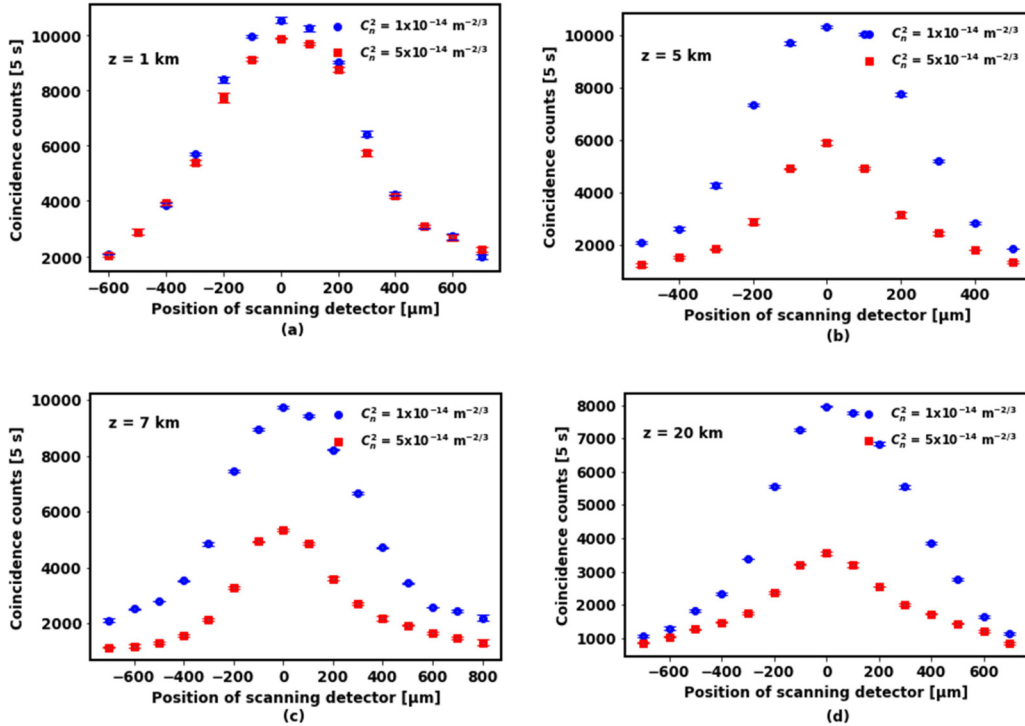 z = 1 km
C_n^2 = 1x10^−14 m^−2/3
C_n^2 = 5x10^−14 m^−2/3
Coincidence counts [5 s]
10000
8000
6000
4000
2000
−600 −400 −200 0 200 400 600
Position of scanning detector [μm]
(a)
z = 5 km
C_n^2 = 1x10^−14 m^−2/3
C_n^2 = 5x10^−14 m^−2/3
Coincidence counts [5 s]
10000
8000
6000
4000
2000
−400 −200 0 200 400
Position of scanning detector [μm]
(b)
z = 7 km
C_n^2 = 1x10^−14 m^−2/3
C_n^2 = 5x10^−14 m^−2/3
Coincidence counts [5 s]
10000
8000
6000
4000
2000
−600 −400 −200 0 200 400 600 800
Position of scanning detector [μm]
(c)
z = 20 km
C_n^2 = 1x10^−14 m^−2/3
C_n^2 = 5x10^−14 m^−2/3
Coincidence counts [5 s]
8000
7000
6000
5000
4000
3000
2000
1000
−600 −400 −200 0 200 400 600
Position of scanning detector [μm]
(d)